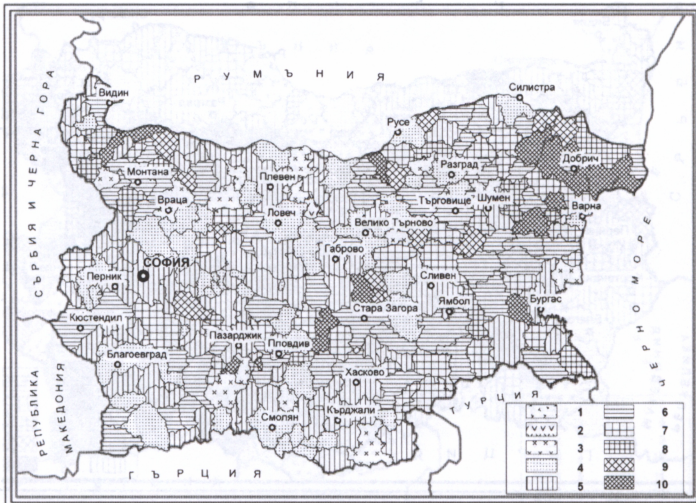 РУМЪНИЯ
СЪРБИЯ И ЧЕРНА ГОРА
Видин
Силистра
Русе
Добрич
Монтана
Плевен
Разград
Враца
Ловеч
Търговище
Шумен
Варна
Велико Търново
Габрово
СОФИЯ
Перник
Сливен
Кюстендил
Стара Загора
Ямбол
Бургас
Пазарджик
Пловдив
Благоевград
Хасково
Смолян
Кърджали
ЧЕРНО МОРЕ
РЕПУБЛИКА
МАКЕДОНИЯ
ГЪРЦИЯ
ТУРЦИЯ
1 6
2 7
3 8
4 9
5 10